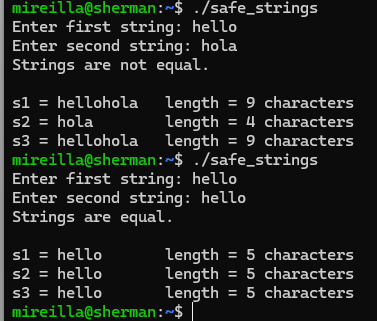 mireilla@sherman:~$ ./safe_strings
Enter first string: hello
Enter second string: hola
Strings are not equal.
s1 = hellohola   length = 9 characters
s2 = hola        length = 4 characters
s3 = hellohola   length = 9 characters
mireilla@sherman:~$ ./safe_strings
Enter first string: hello
Enter second string: hello
Strings are equal.
s1 = hello       length = 5 characters
s2 = hello       length = 5 characters
s3 = hello       length = 5 characters
mireilla@sherman:~$